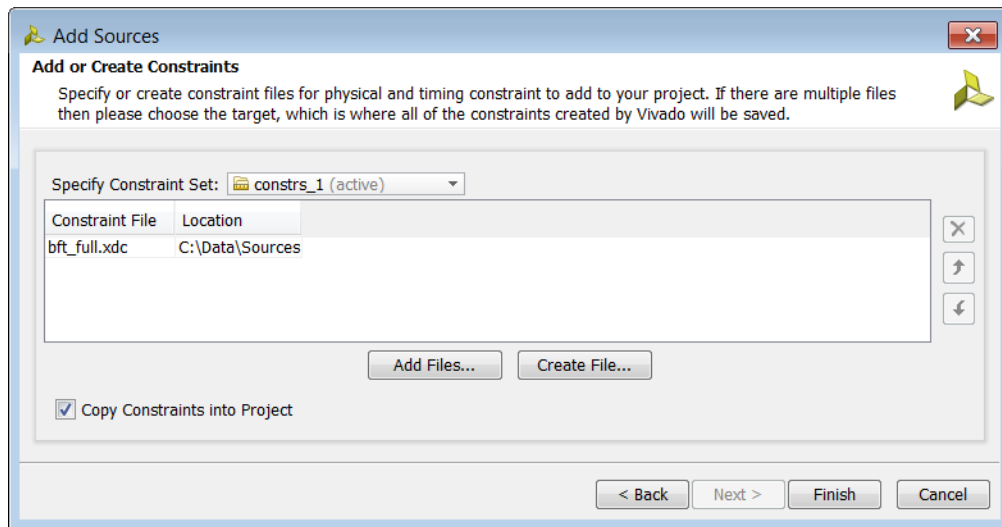 Add Sources
Add or Create Constraints
Specify or create constraint files for physical and timing constraint to add to your project. If there are multiple files
then please choose the target, which is where all of the constraints created by Vivado will be saved.
Specify Constraint Set: constrs_1 (active)
Constraint File Location
bft_full.xdc C:\Data\Sources
Add Files... Create File...
Copy Constraints into Project
< Back Next > Finish Cancel